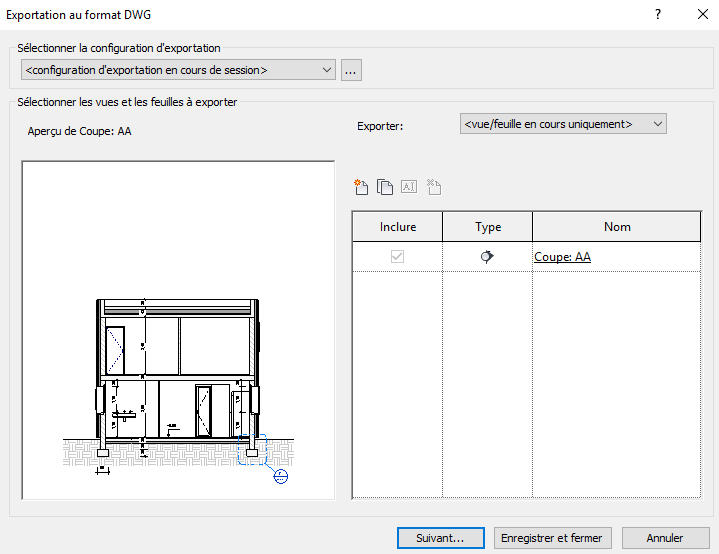 Exportation au format DWG
Sélectionner la configuration d'exportation
<configuration d'exportation en cours de session>
...
Sélectionner les vues et les feuilles à exporter
Aperçu de Coupe: AA
Exporter:
<vue/feuille en cours uniquement>
Inclure
Type
Nom
Coupe: AA
Suivant...
Enregistrer et fermer
Annuler